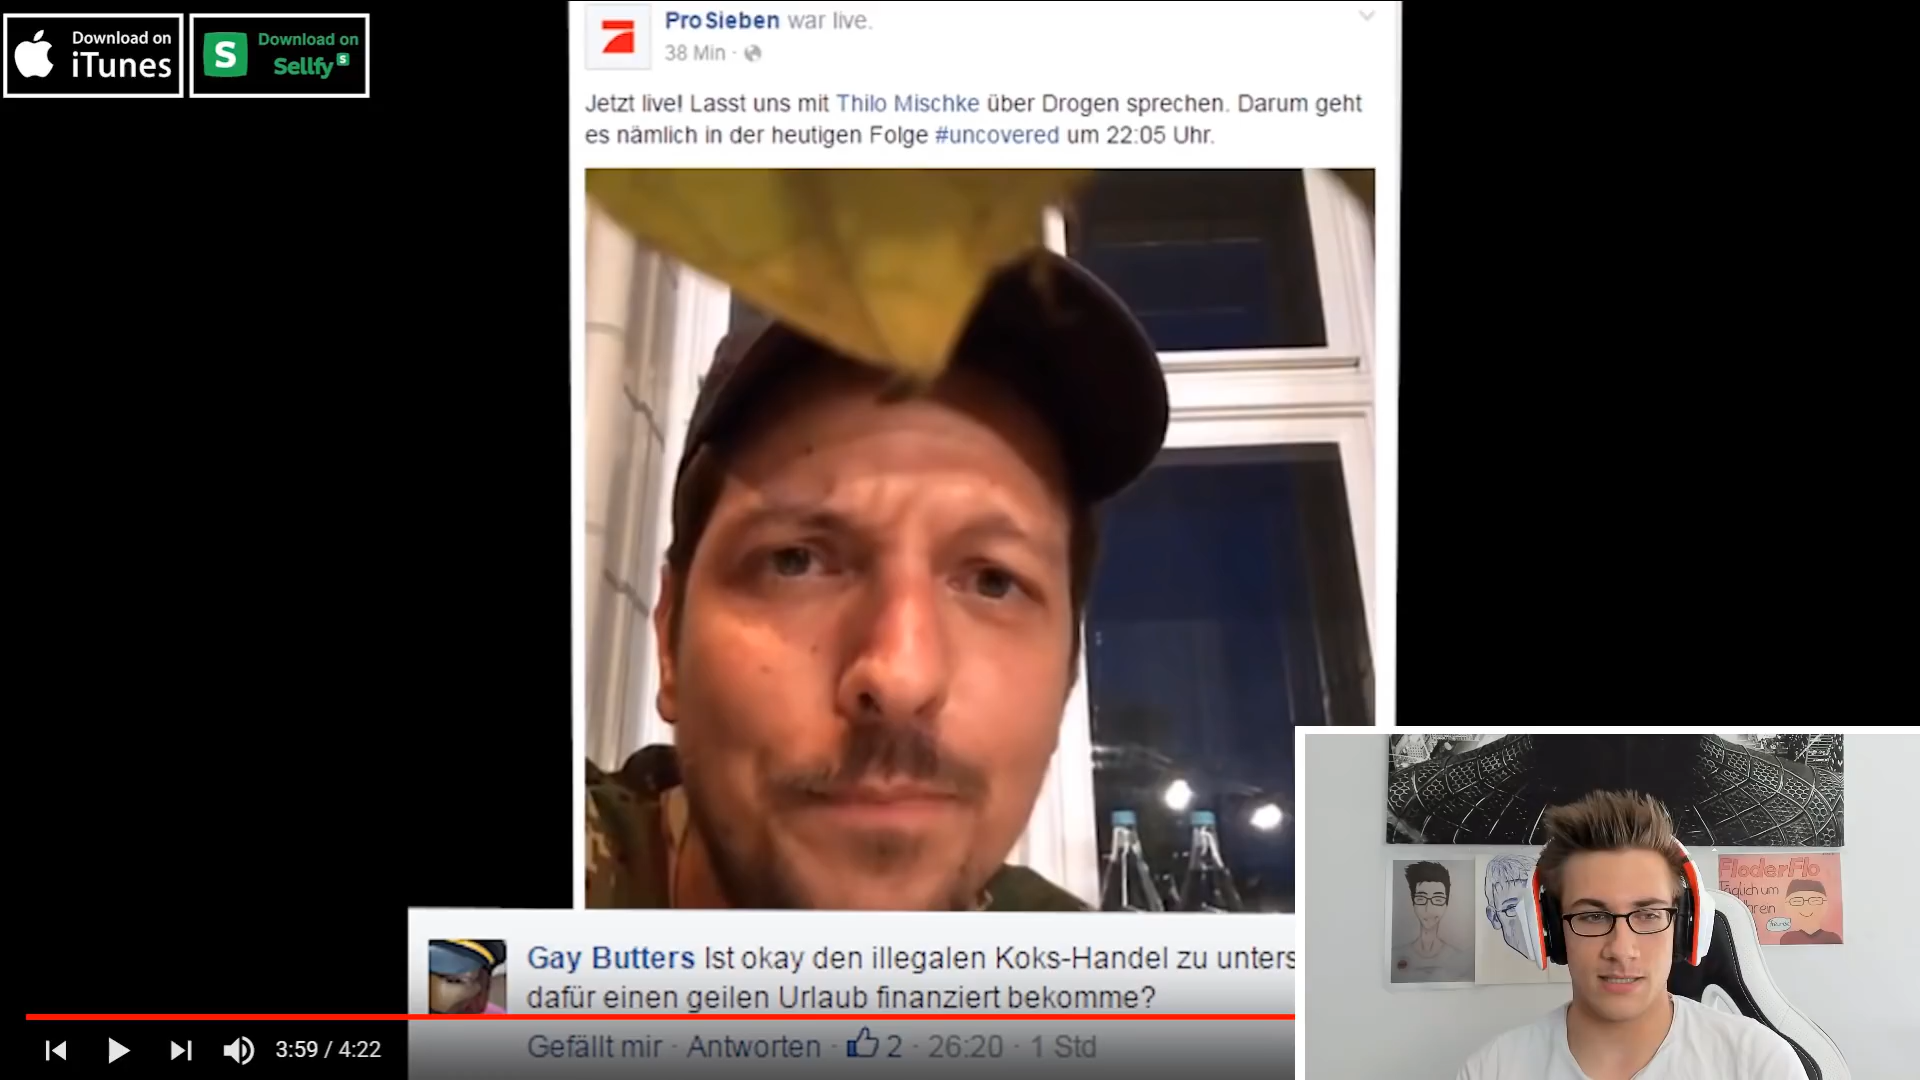 Download on
iTunes
S
Download on
Sellfy S
ProSieben war live.
38 Min ·
Jetzt live! Lasst uns mit Thilo Mischke über Drogen sprechen. Darum geht
es nämlich in der heutigen Folge #uncovered um 22:05 Uhr.
Gay Butters Ist okay den illegalen Koks-Handel zu unters
dafür einen geilen Urlaub finanziert bekomme?
Gefällt mir · Antworten · 2 · 26:20 · 1 Std
3:59 / 4:22
FloderFlo
Täglich um